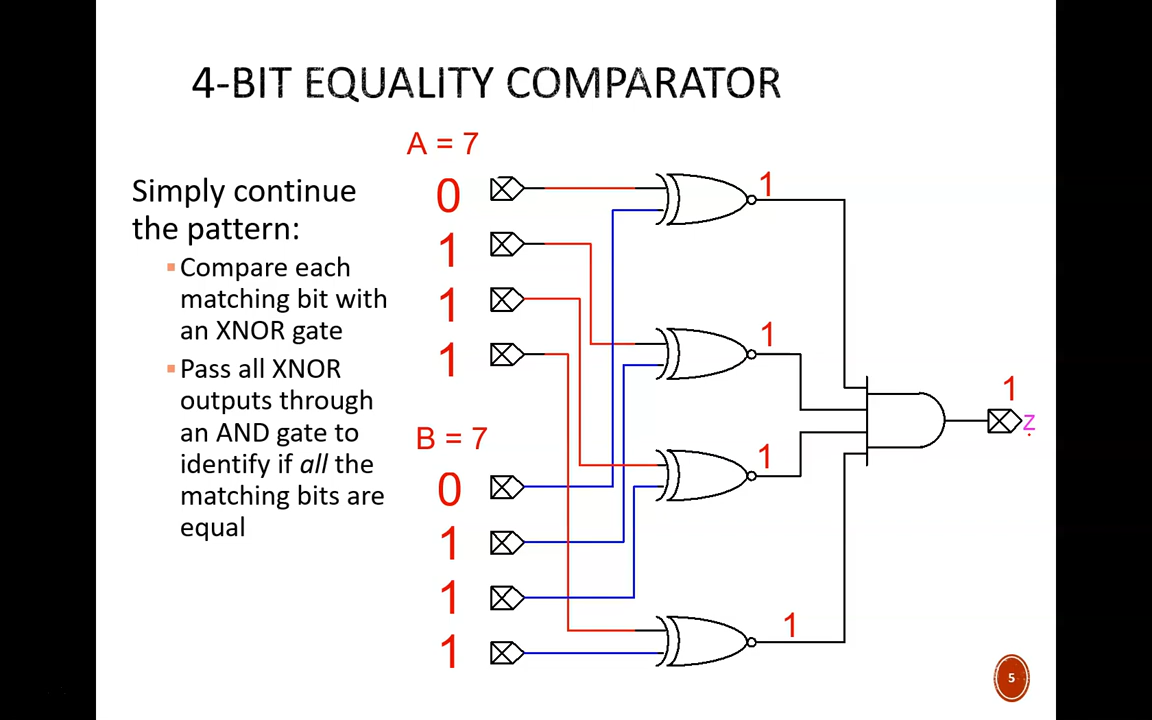 4-BIT EQUALITY COMPARATOR
Simply continue
the pattern:
▪Compare each
matching bit with
an XNOR gate
▪Pass all XNOR
outputs through
an AND gate to
identify if all the
matching bits are
equal
A = 7
0
1
1
1
B = 7
0
1
1
1
1
1
1
1
1
z
5